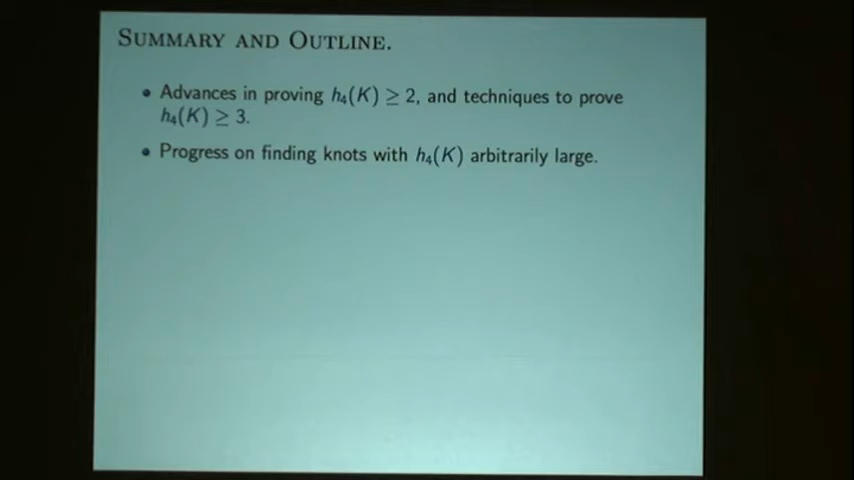 SUMMARY AND OUTLINE.
• Advances in proving h₄(K) ≥ 2, and techniques to prove
h₄(K) ≥ 3.
• Progress on finding knots with h₄(K) arbitrarily large.